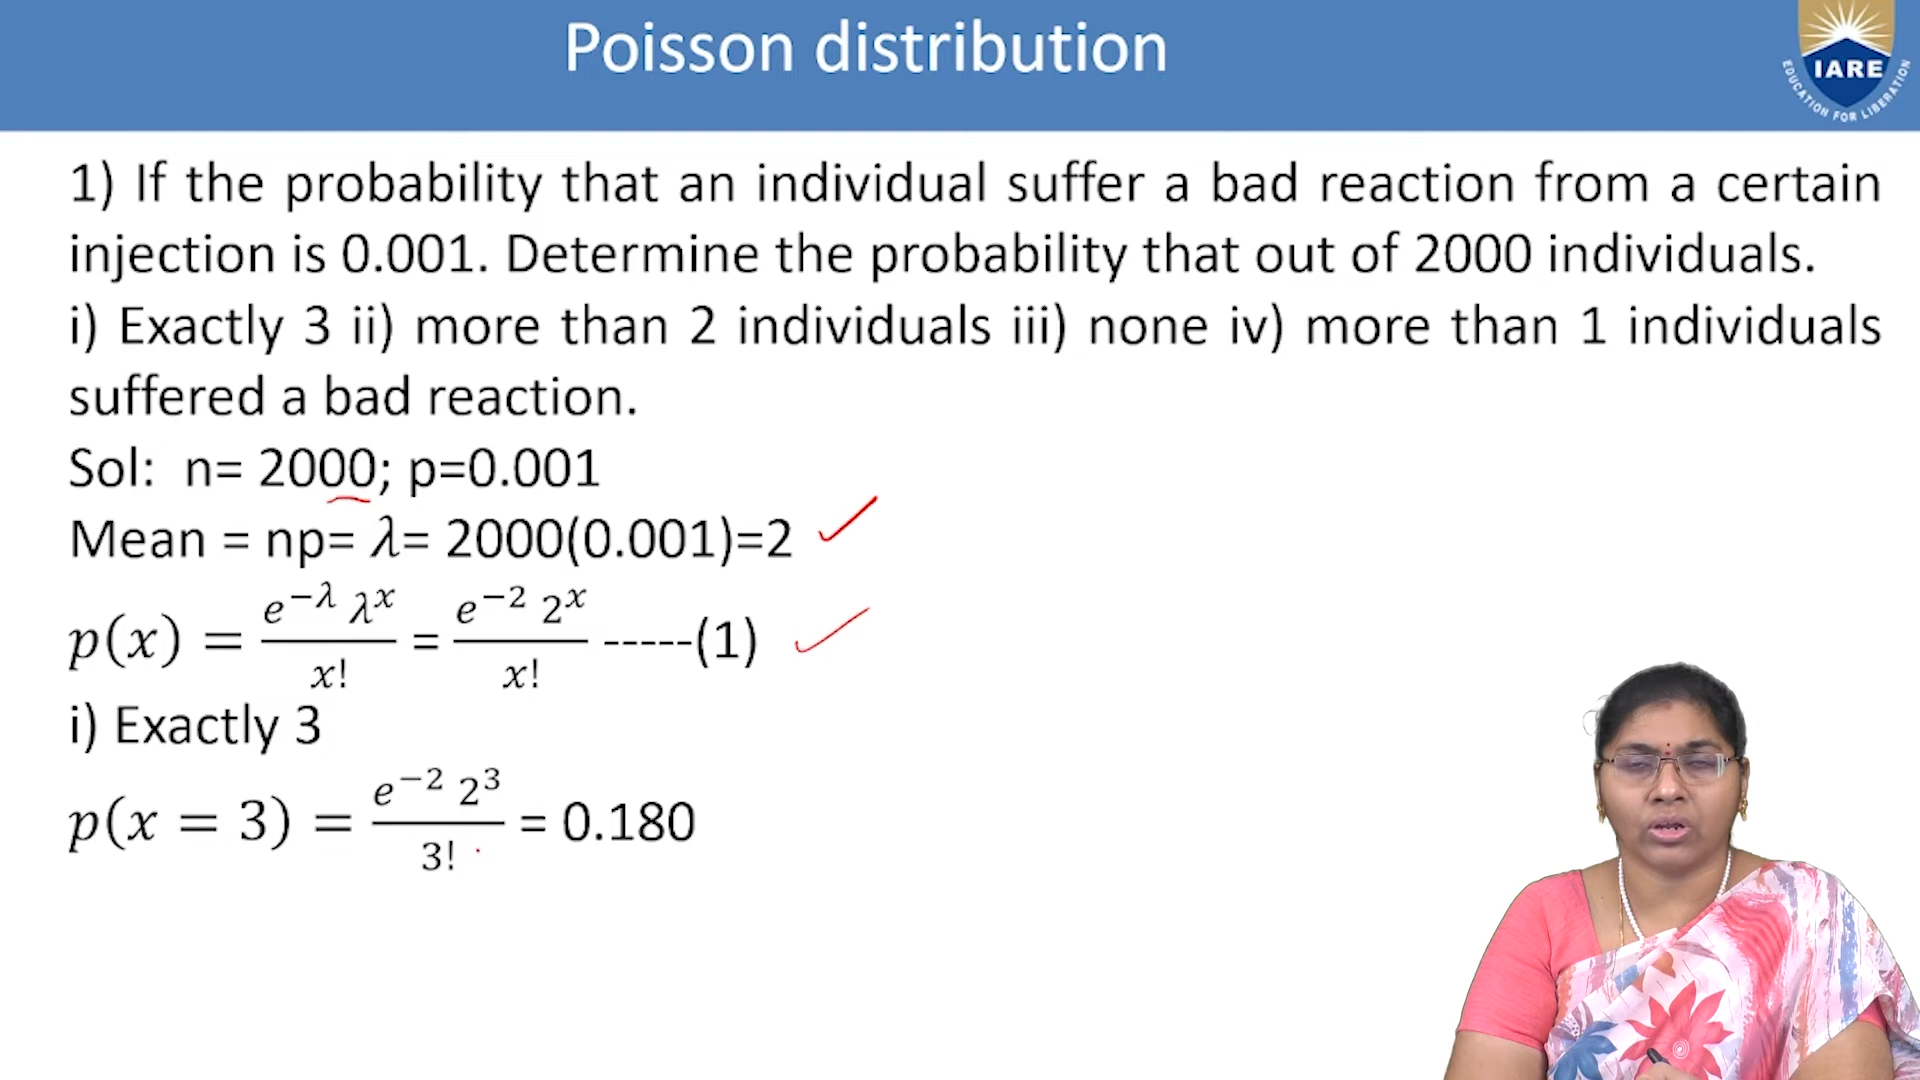 Poisson distribution
IARE
EDUCATION FOR LIBERATION
1) If the probability that an individual suffer a bad reaction from a certain
injection is 0.001. Determine the probability that out of 2000 individuals.
i) Exactly 3 ii) more than 2 individuals iii) none iv) more than 1 individuals
suffered a bad reaction.
Sol: n= 2000; p=0.001
Mean = np= λ= 2000(0.001)=2
p(x) = \frac{e^{-λ} λ^x}{x!} = \frac{e^{-2} 2^x}{x!} -----(1)
i) Exactly 3
p(x = 3) = \frac{e^{-2} 2^3}{3!} = 0.180